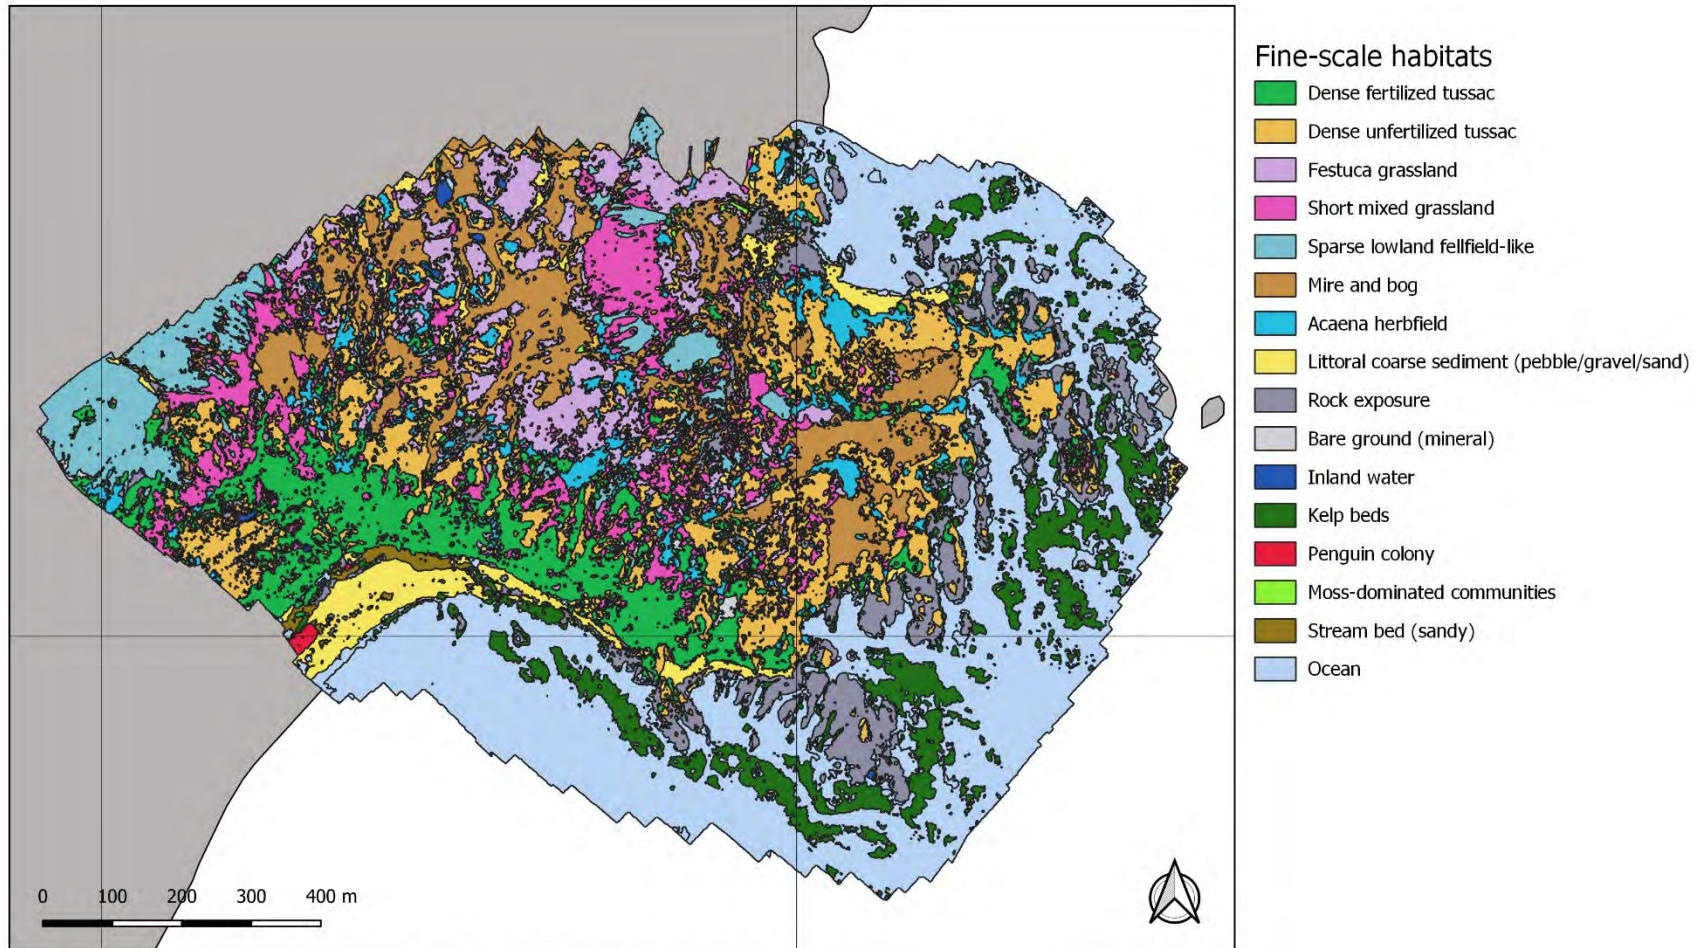 Fine-scale habitats
Dense fertilized tussac
Dense unfertilized tussac
Festuca grassland
Short mixed grassland
Sparse lowland fellfield-like
Mire and bog
Acaena herbfield
Littoral coarse sediment (pebble/gravel/sand)
Rock exposure
Bare ground (mineral)
Inland water
Kelp beds
Penguin colony
Moss-dominated communities
Stream bed (sandy)
Ocean
0 100 200 300 400 m